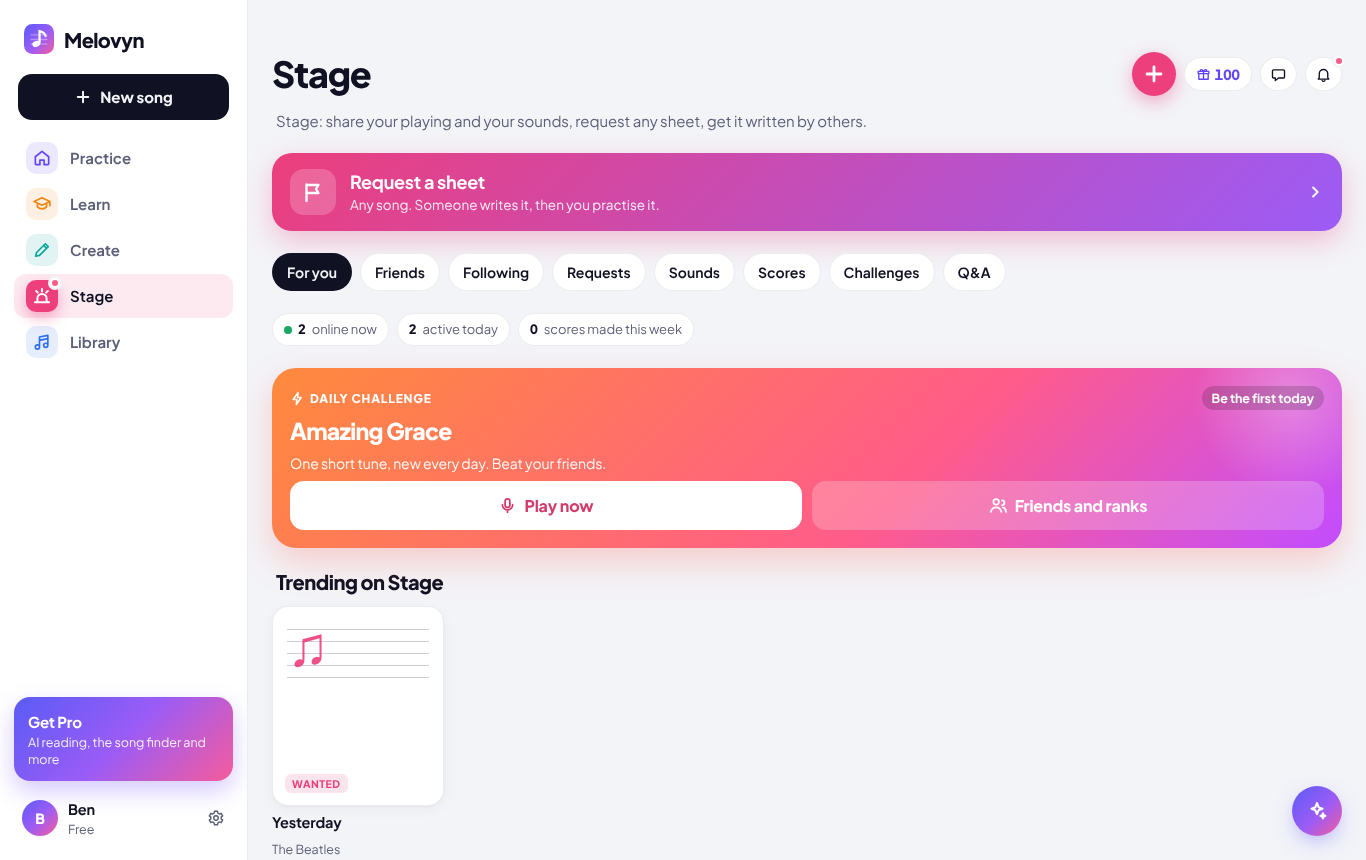 Melovyn
New song
Practice
Learn
Create
Stage
Library
Get Pro
AI reading, the song finder and
more
B
Ben
Free
Stage
100
Stage: share your playing and your sounds, request any sheet, get it written by others.
Request a sheet
Any song. Someone writes it, then you practise it.
For you
Friends
Following
Requests
Sounds
Scores
Challenges
Q&A
2 online now
2 active today
0 scores made this week
DAILY CHALLENGE
Be the first today
Amazing Grace
One short tune, new every day. Beat your friends.
Play now
Friends and ranks
Trending on Stage
WANTED
Yesterday
The Beatles